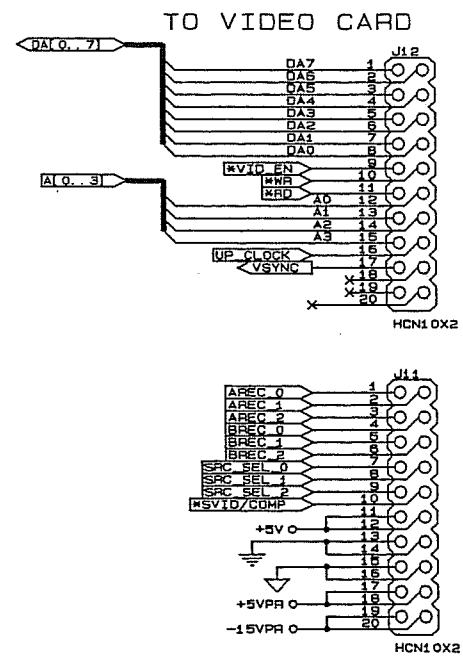 TO VIDEO CARD
DA[0..7]
J12
DA7 1
DA6 2
DA5 3
DA4 4
DA3 5
DA2 6
DA1 7
DA0 8
*VID_EN 9
*WR 10
*RD 11
A[0..3]
A0 12
A1 13
A2 14
A3 15
UP_CLOCK 16
VSYNC 17
18
19
20
HCN10X2
J11
AREC_0 1
AREC_1 2
AREC_2 3
BREC_0 4
BREC_1 5
BREC_2 6
SRC_SEL_0 7
SRC_SEL_1 8
SRC_SEL_2 9
*SVID/COMP 10
11
+5V 12
13
14
15
16
17
+5VPR 18
19
-15VPR 20
HCN10X2